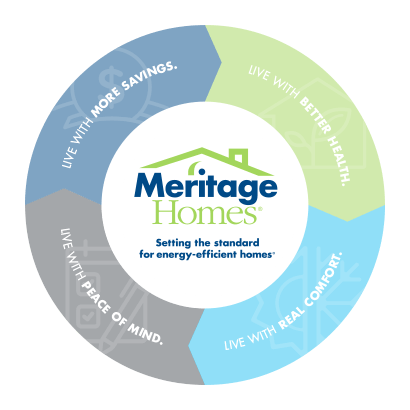 LIVE WITH MORE SAVINGS.
LIVE WITH BETTER HEALTH.
Meritage
Homes®
Setting the standard
for energy-efficient homes®
LIVE WITH PEACE OF MIND.
LIVE WITH REAL COMFORT.